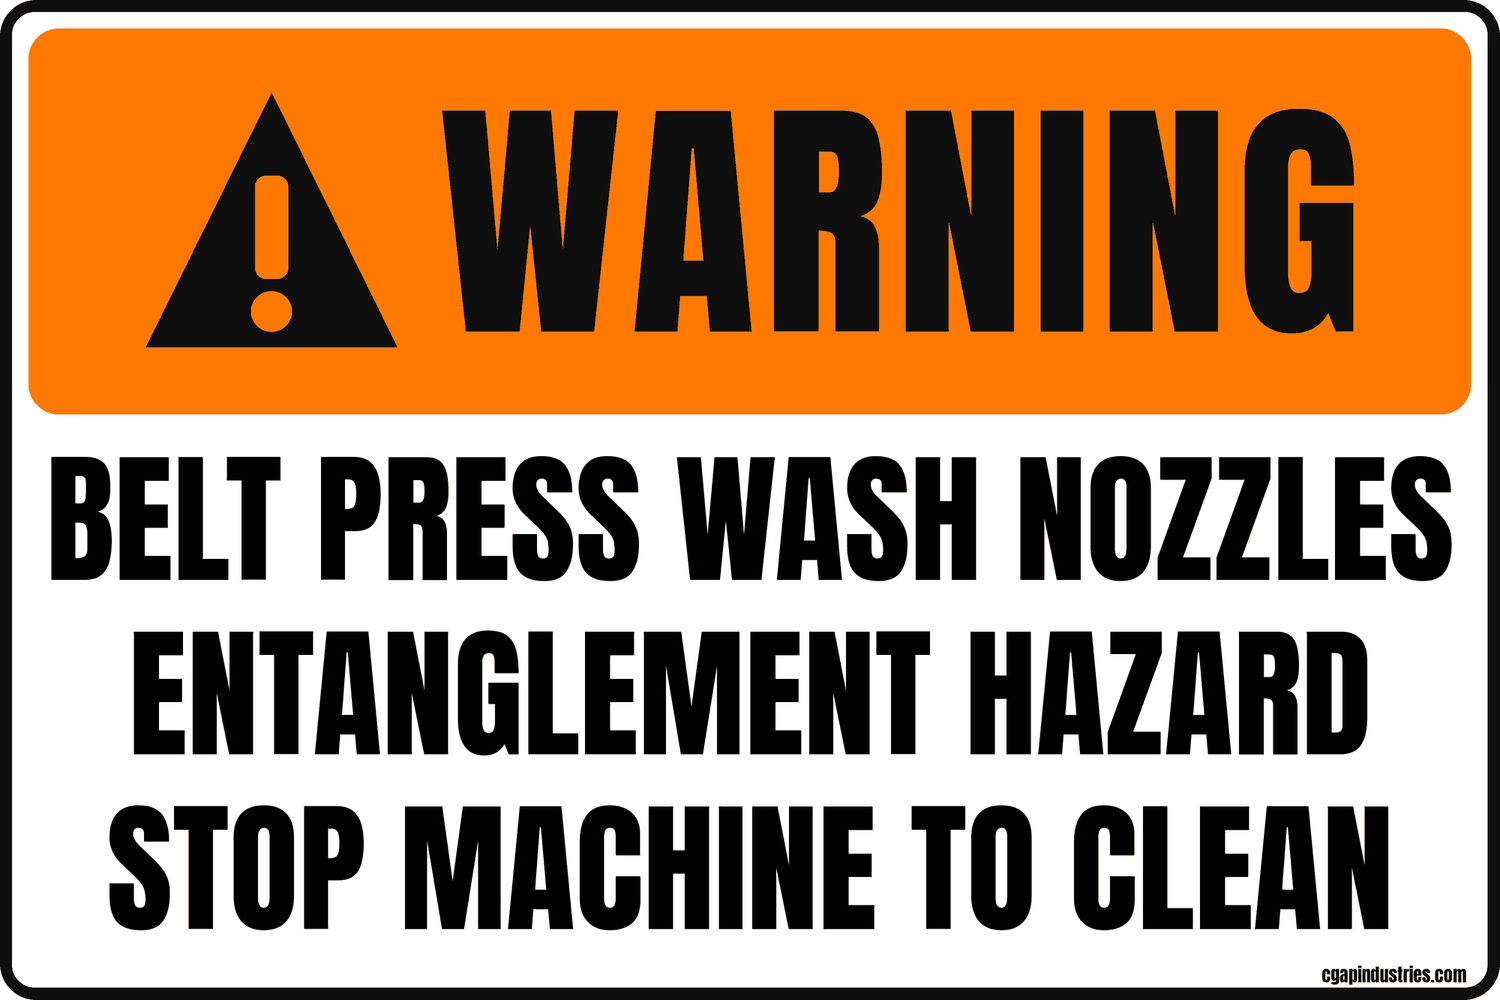 WARNING
BELT PRESS WASH NOZZLES
ENTANGLEMENT HAZARD
STOP MACHINE TO CLEAN
cgapindustries.com